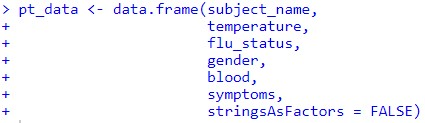 > pt_data <- data.frame(subject_name,
+ temperature,
+ flu_status,
+ gender,
+ blood,
+ symptoms,
+ stringsAsFactors = FALSE)